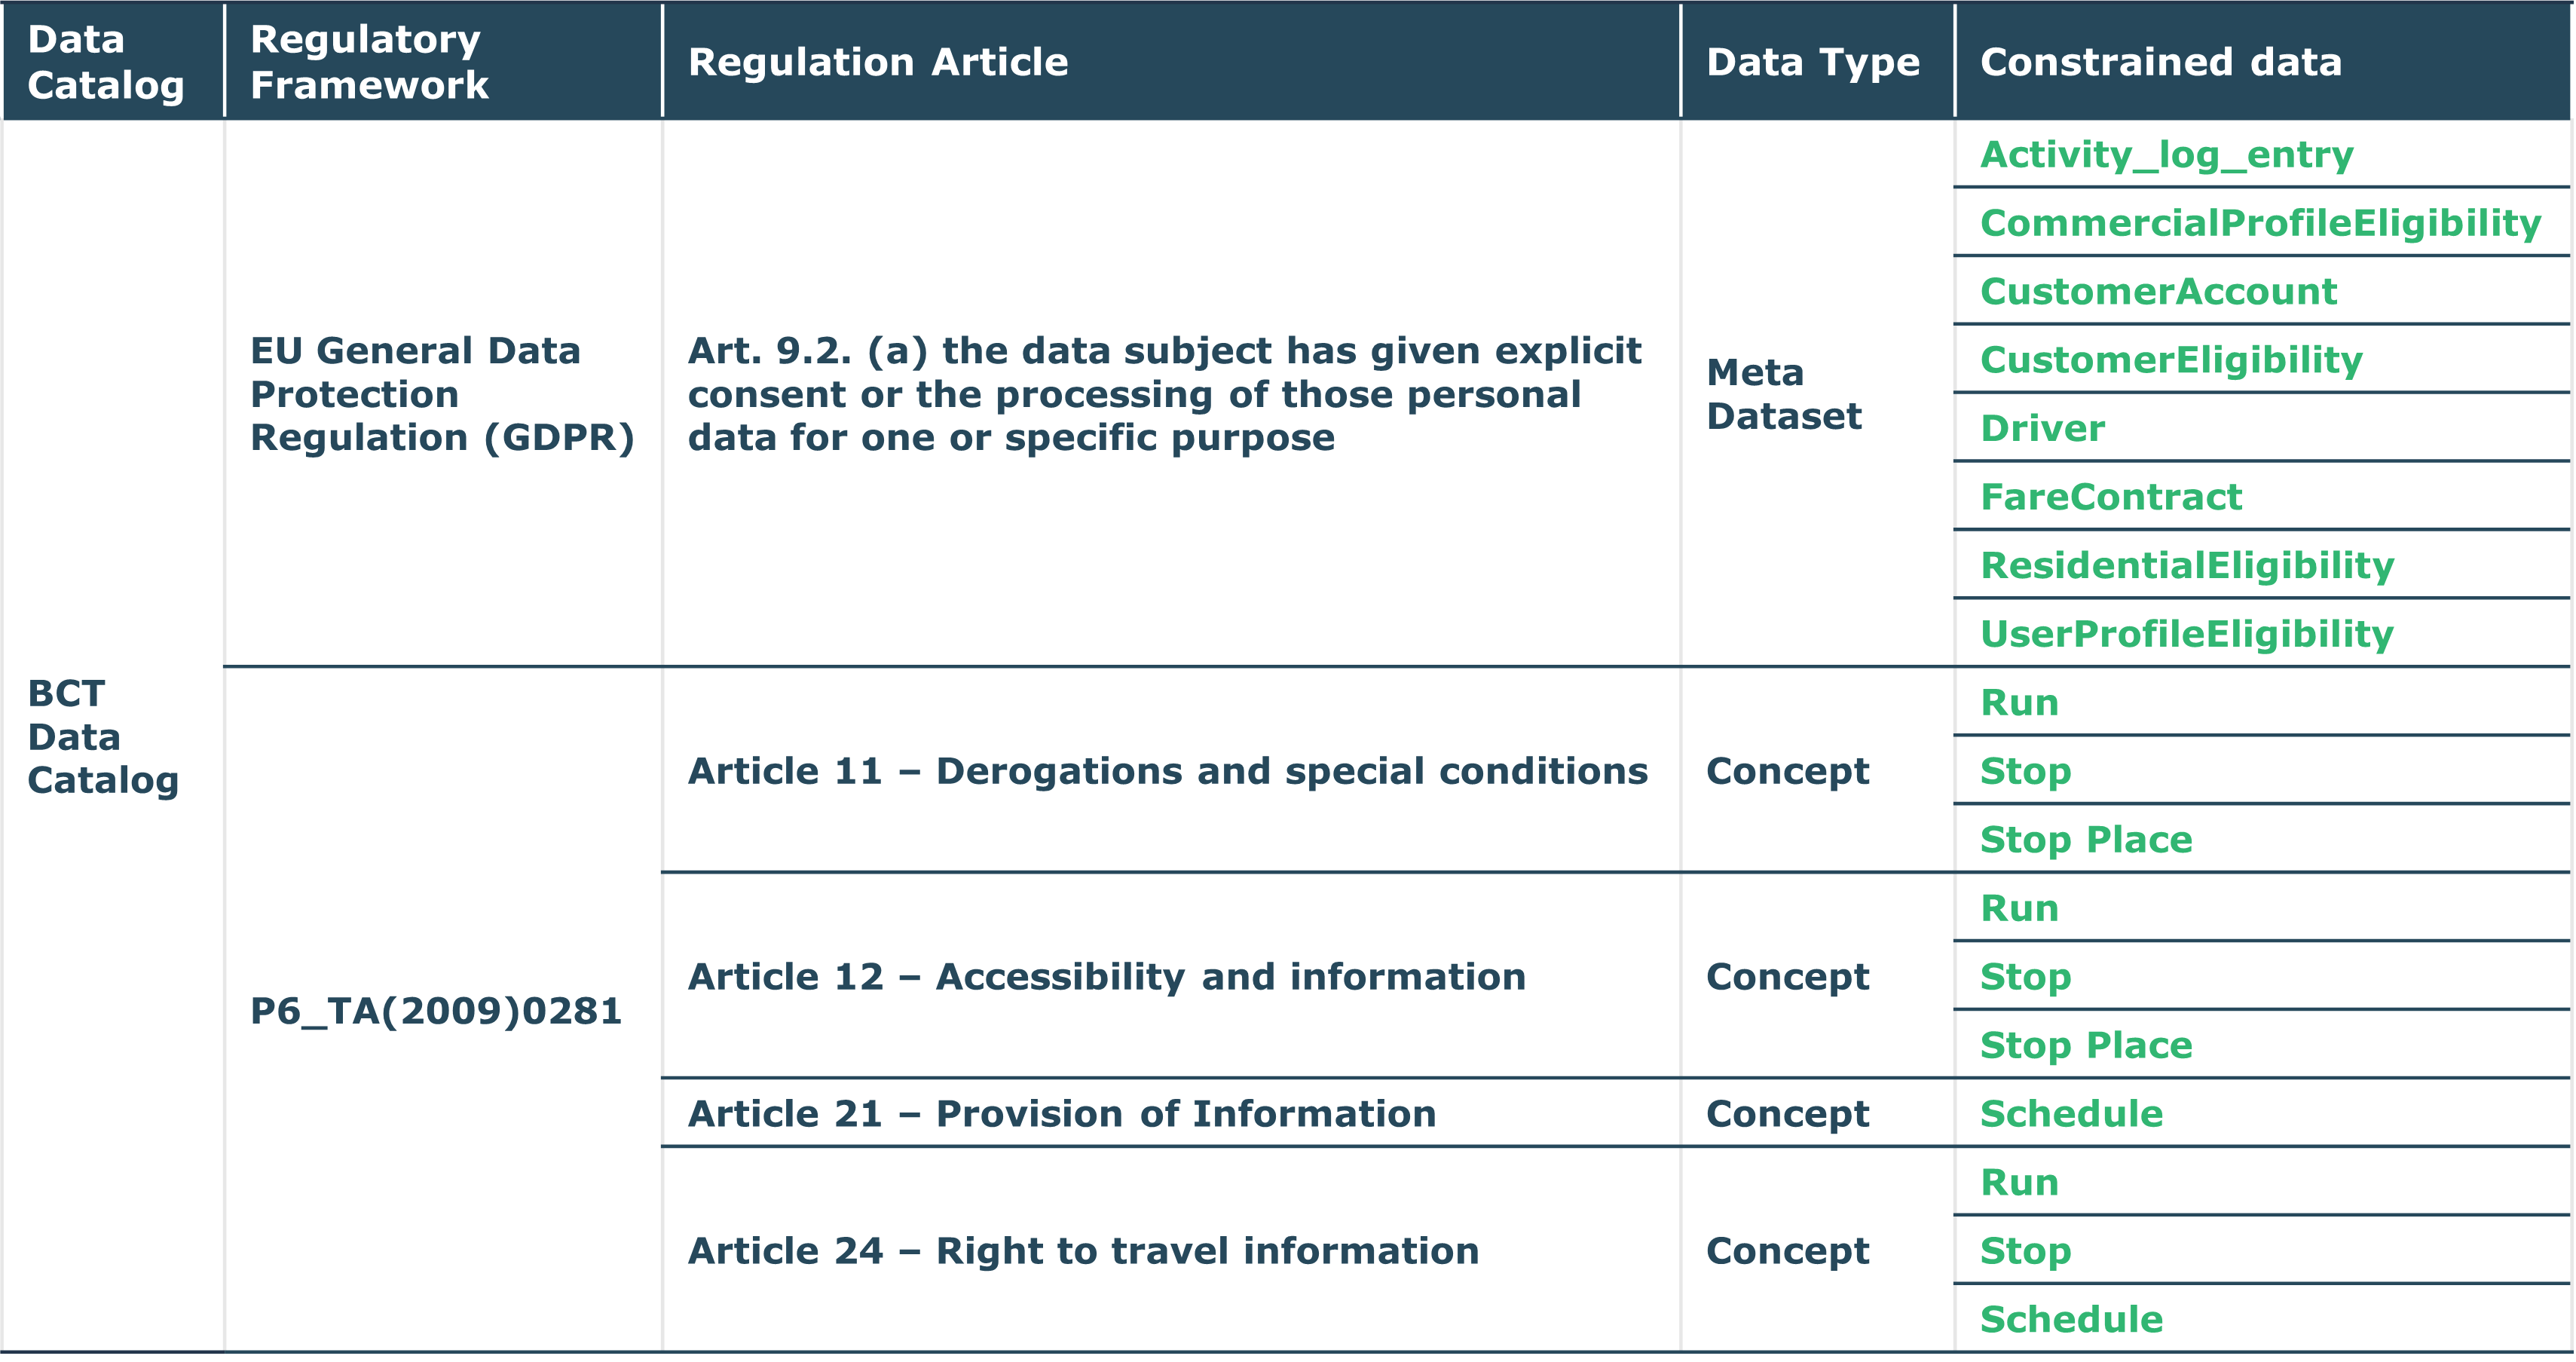 Data
Catalog
Regulatory
Framework
Regulation Article
Data Type
Constrained data
BCT
Data
Catalog
EU General Data
Protection
Regulation (GDPR)
Art. 9.2. (a) the data subject has given explicit
consent or the processing of those personal
data for one or specific purpose
Meta
Dataset
Activity_log_entry
CommercialProfileEligibility
CustomerAccount
CustomerEligibility
Driver
FareContract
ResidentialEligibility
UserProfileEligibility
P6_TA(2009)0281
Article 11 – Derogations and special conditions
Concept
Run
Stop
Stop Place
Article 12 – Accessibility and information
Concept
Run
Stop
Stop Place
Article 21 – Provision of Information
Concept
Schedule
Article 24 – Right to travel information
Concept
Run
Stop
Schedule